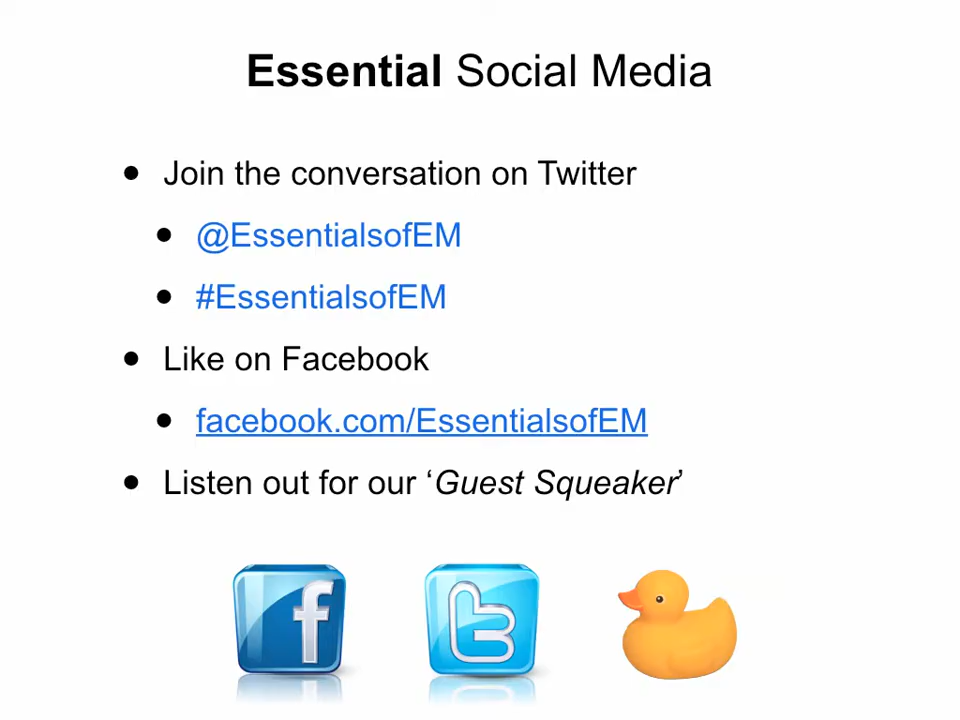 Essential Social Media
• Join the conversation on Twitter
• @EssentialsofEM
• #EssentialsofEM
• Like on Facebook
• facebook.com/EssentialsofEM
• Listen out for our ‘Guest Squeaker’
f
t